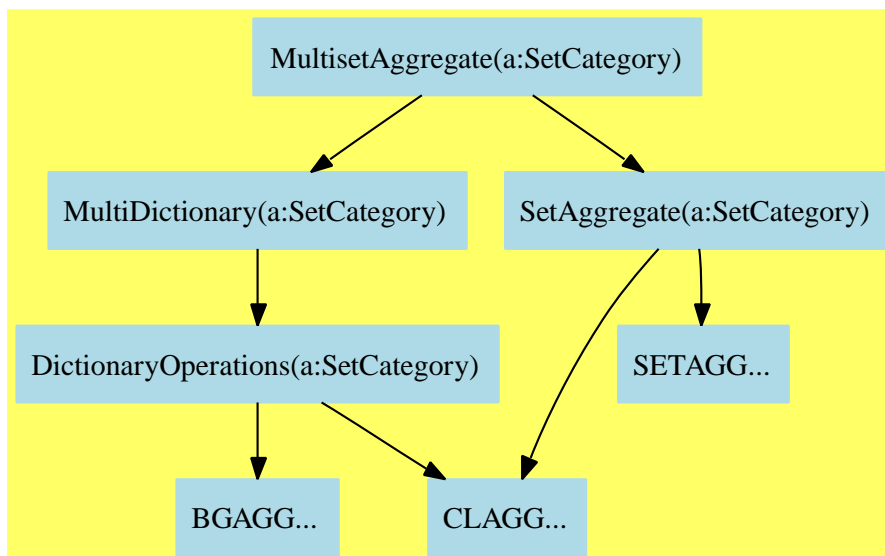 MultisetAggregate(a:SetCategory)
MultiDictionary(a:SetCategory)
SetAggregate(a:SetCategory)
DictionaryOperations(a:SetCategory)
SETAGG...
BGAGG...
CLAGG...